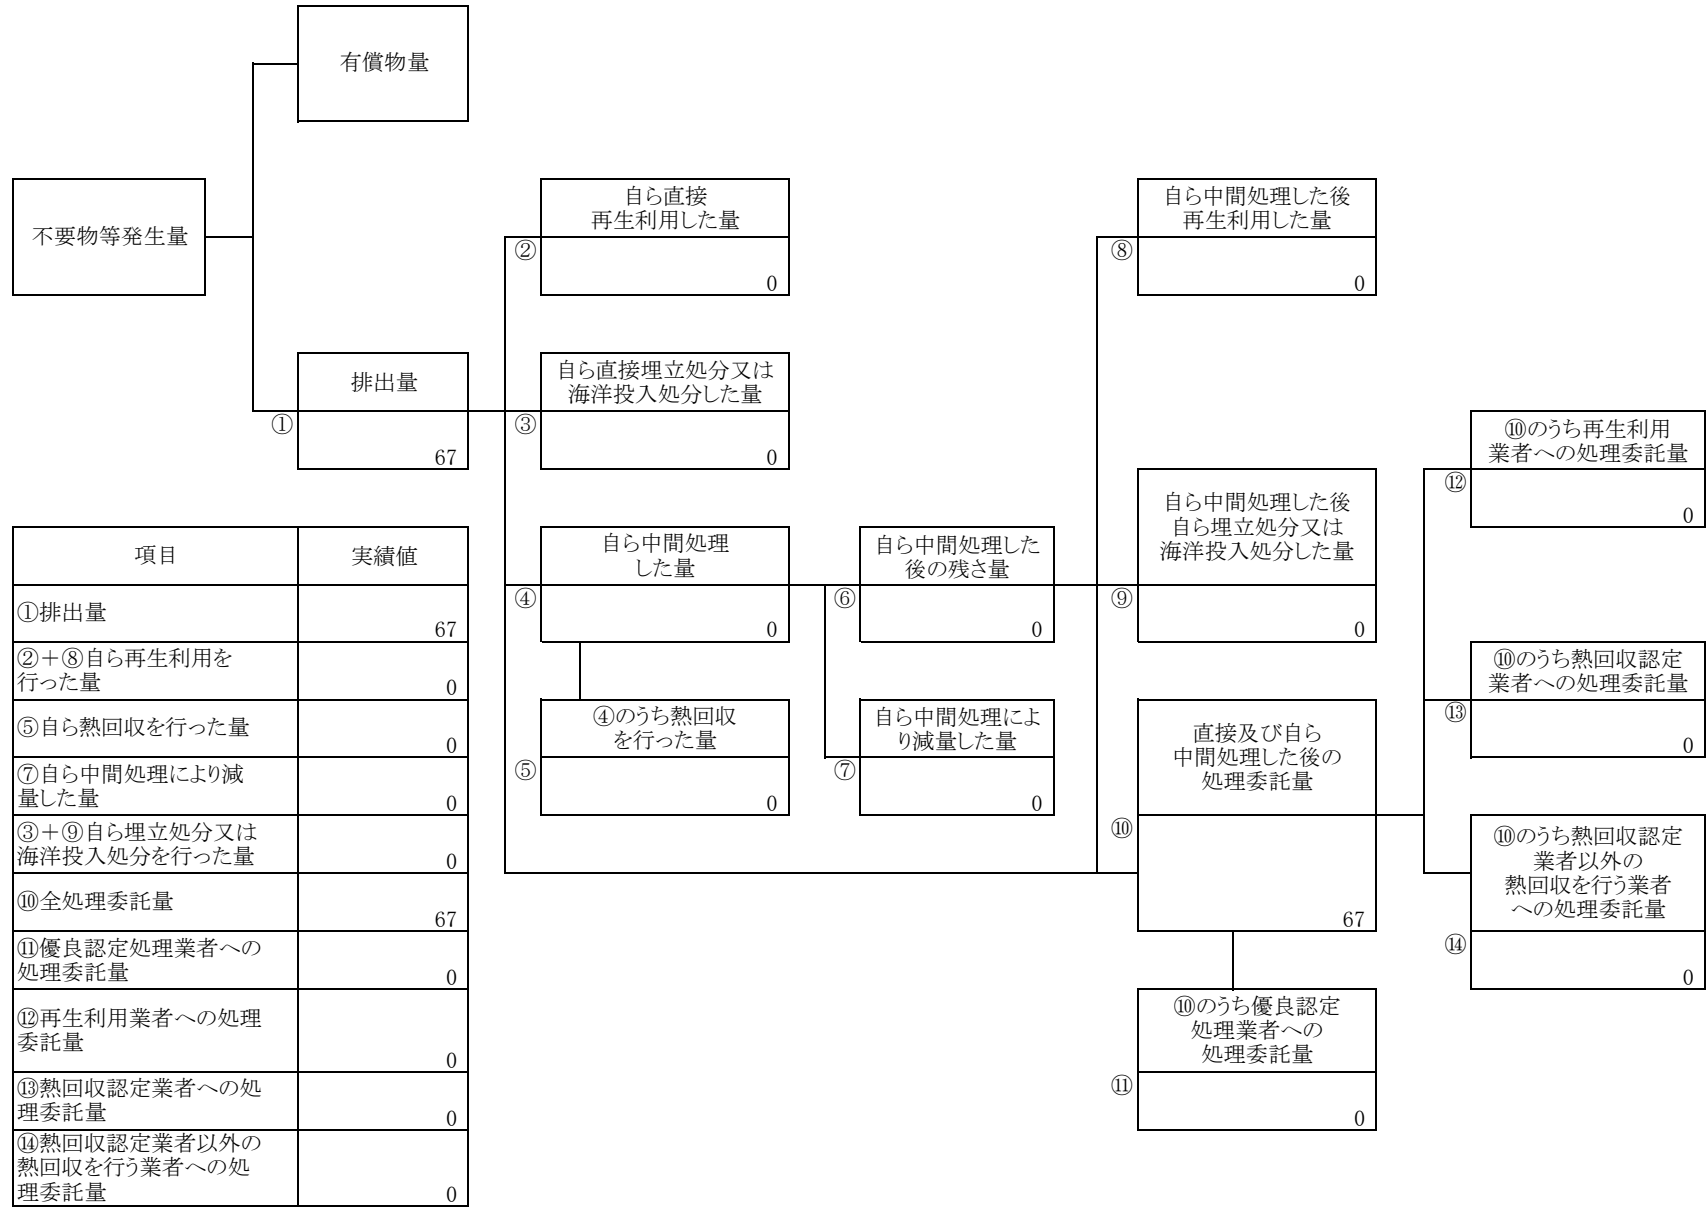 有償物量
不要物等発生量
自ら直接
再生利用した量
②
0
自ら中間処理した後
再生利用した量
⑧
0
排出量
①
67
自ら直接埋立処分又は
海洋投入処分した量
③
0
⑩のうち再生利用
業者への処理委託量
⑫
0
自ら中間処理
した量
④
0
自ら中間処理した
後の残さ量
⑥
0
自ら中間処理した後
自ら埋立処分又は
海洋投入処分した量
⑨
0
⑩のうち熱回収認定
業者への処理委託量
⑬
0
④のうち熱回収
を行った量
⑤
0
自ら中間処理によ
り減量した量
⑦
0
直接及び自ら
中間処理した後の
処理委託量
⑩
67
⑩のうち熱回収認定
業者以外の
熱回収を行う業者
への処理委託量
⑭
0
⑩のうち優良認定
処理業者への
処理委託量
⑪
0
項目 実績値
①排出量
67
②＋⑧自ら再生利用を
行った量
0
⑤自ら熱回収を行った量
0
⑦自ら中間処理により減
量した量
0
③＋⑨自ら埋立処分又は
海洋投入処分を行った量
0
⑩全処理委託量
67
⑪優良認定処理業者への
処理委託量
0
⑫再生利用業者への処理
委託量
0
⑬熱回収認定業者への処
理委託量
0
⑭熱回収認定業者以外の
熱回収を行う業者への処
理委託量
0